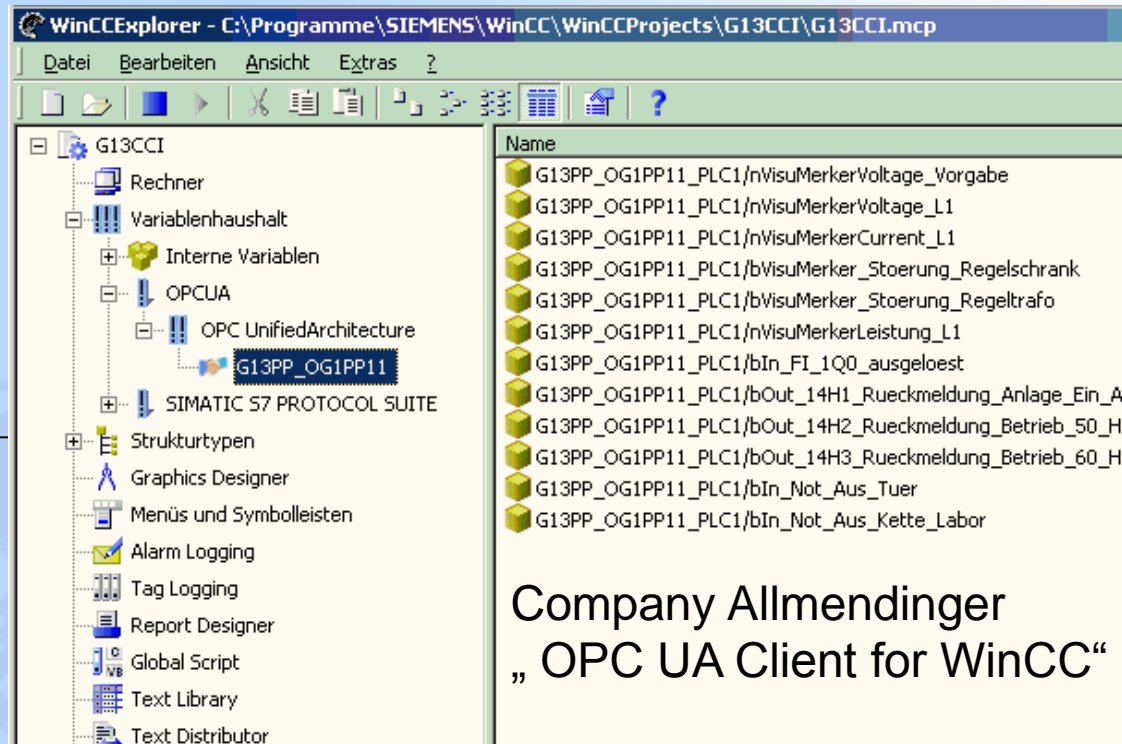 WinCCExplorer - C:\Programme\SIEMENS\WinCC\WinCCProjects\G13CCI\G13CCI.mcp
Datei Bearbeiten Ansicht Extras ?
G13CCI
Rechner
Variablenhaushalt
Interne Variablen
OPCUA
OPC UnifiedArchitecture
G13PP_OG1PP11
SIMATIC S7 PROTOCOL SUITE
Strukturtypen
Graphics Designer
Menüs und Symbolleisten
Alarm Logging
Tag Logging
Report Designer
Global Script
Text Library
Text Distributor
Name
G13PP_OG1PP11_PLC1/nVisuMerkerVoltage_Vorgabe
G13PP_OG1PP11_PLC1/nVisuMerkerVoltage_L1
G13PP_OG1PP11_PLC1/nVisuMerkerCurrent_L1
G13PP_OG1PP11_PLC1/bVisuMerker_Stoerung_Regelschrank
G13PP_OG1PP11_PLC1/bVisuMerker_Stoerung_Regeltrafo
G13PP_OG1PP11_PLC1/nVisuMerkerLeistung_L1
G13PP_OG1PP11_PLC1/bIn_FI_1Q0_ausgeloest
G13PP_OG1PP11_PLC1/bOut_14H1_Rueckmeldung_Anlage_Ein_A
G13PP_OG1PP11_PLC1/bOut_14H2_Rueckmeldung_Betrieb_50_H
G13PP_OG1PP11_PLC1/bOut_14H3_Rueckmeldung_Betrieb_60_H
G13PP_OG1PP11_PLC1/bIn_Not_Aus_Tuer
G13PP_OG1PP11_PLC1/bIn_Not_Aus_Kette_Labor
Company Allmendinger
„ OPC UA Client for WinCC“